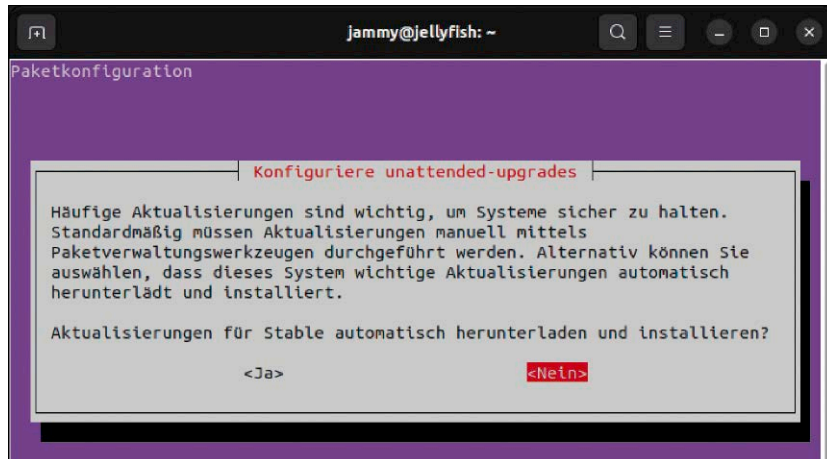 jammy@jellyfish: ~
Paketkonfiguration
Konfiguriere unattended-upgrades
Häufige Aktualisierungen sind wichtig, um Systeme sicher zu halten.
Standardmäßig müssen Aktualisierungen manuell mittels
Paketverwaltungswerkzeugen durchgeführt werden. Alternativ können Sie
auswählen, dass dieses System wichtige Aktualisierungen automatisch
herunterlädt und installiert.
Aktualisierungen für Stable automatisch herunterladen und installieren?
<Ja> <Nein>